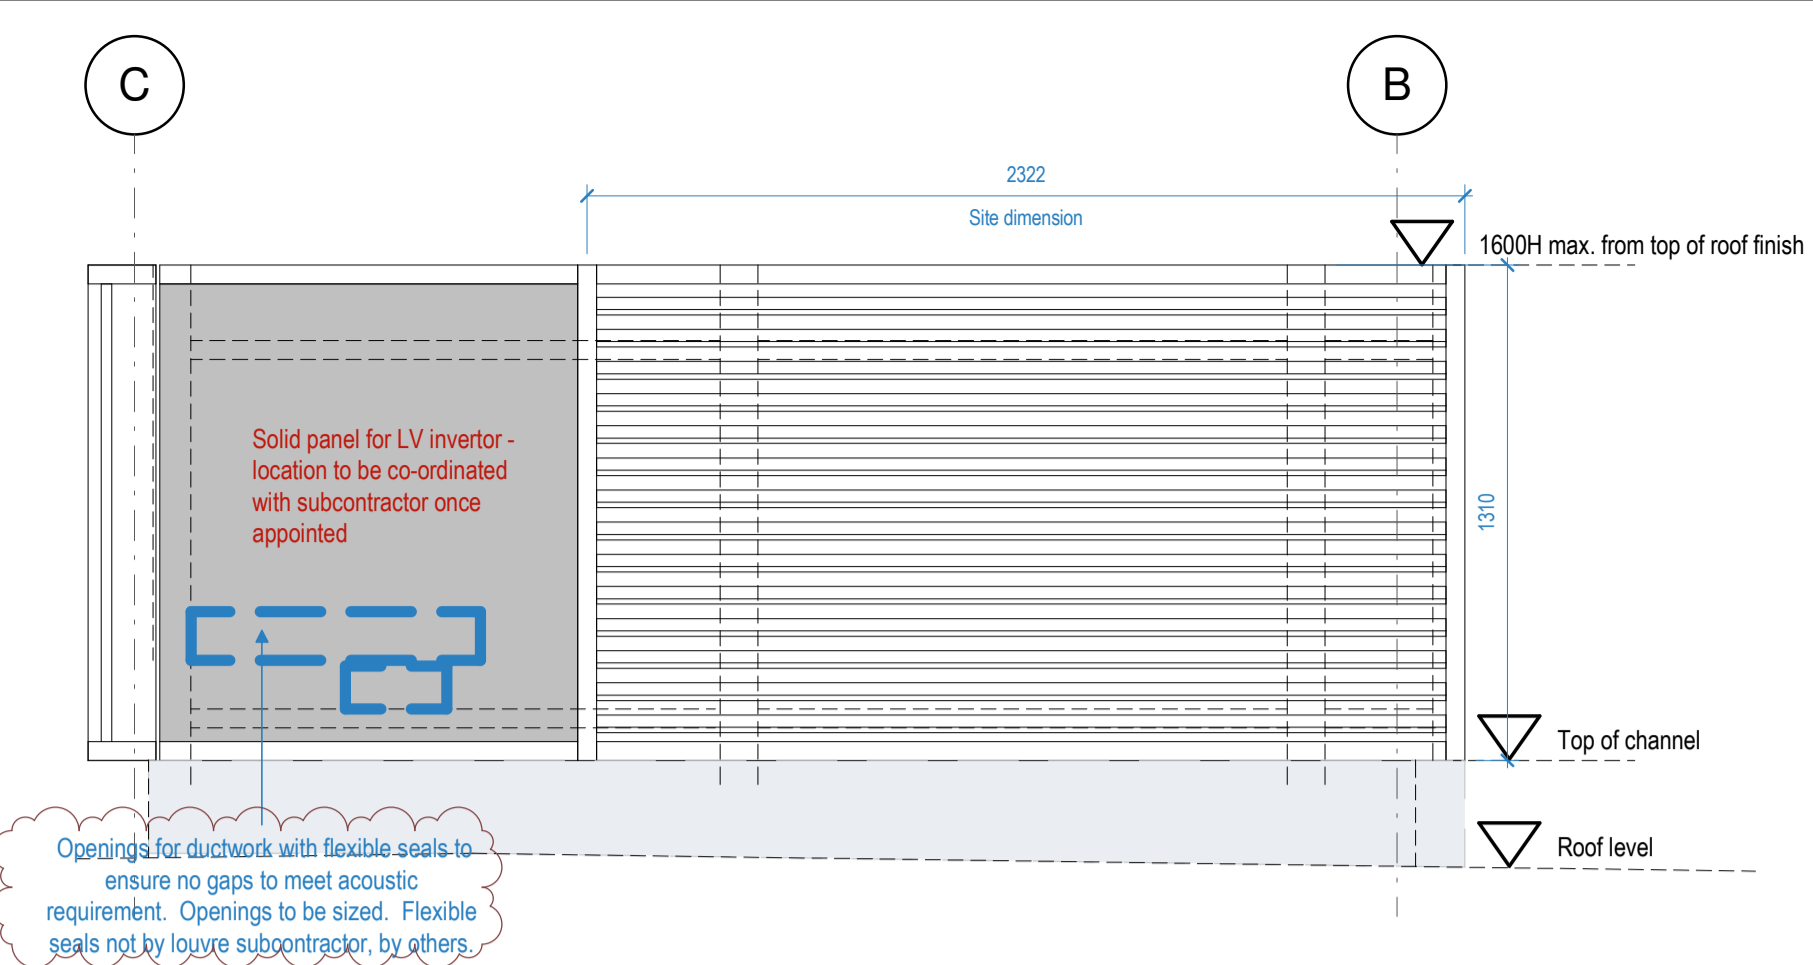 C
B
2322
Site dimension
1600H max. from top of roof finish
Solid panel for LV invertor -
location to be co-ordinated
with subcontractor once
appointed
1310
Top of channel
Roof level
Openings for ductwork with flexible seals to
ensure no gaps to meet acoustic
requirement. Openings to be sized. Flexible
seals not by louvre subcontractor, by others.